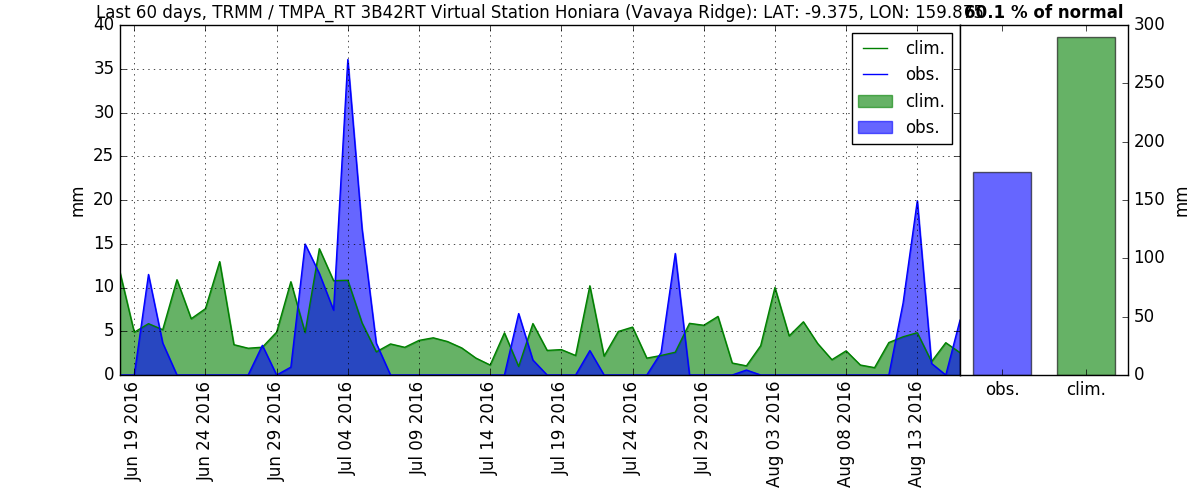 Last 60 days, TRMM / TMPA_RT 3B42RT Virtual Station Honiara (Vavaya Ridge): LAT: -9.375, LON: 159.875
60.1 % of normal
40
35
30
25
20
15
10
5
0
mm
clim.
obs.
clim.
obs.
Jun 19 2016
Jun 24 2016
Jun 29 2016
Jul 04 2016
Jul 09 2016
Jul 14 2016
Jul 19 2016
Jul 24 2016
Jul 29 2016
Aug 03 2016
Aug 08 2016
Aug 13 2016
300
250
200
150
100
50
0
mm
obs.
clim.